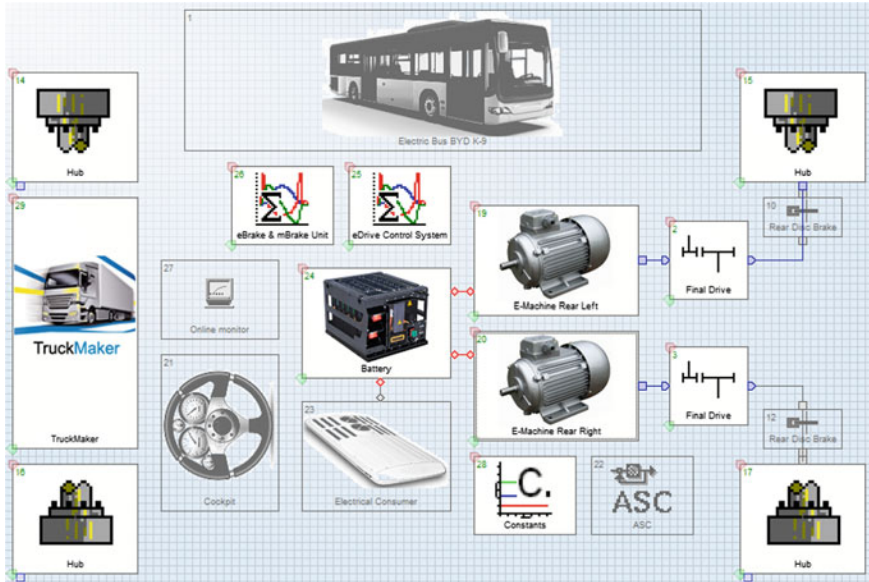 1
Electric Bus BYD K-9
14
Hub
15
Hub
26
eBrake & mBrake Unit
25
eDrive Control System
29
TruckMaker
TruckMaker
27
Online monitor
24
Battery
19
E-Machine Rear Left
2
Final Drive
10
Rear Disc Brake
21
Cockpit
23
Electrical Consumer
20
E-Machine Rear Right
3
Final Drive
12
Rear Disc Brake
16
Hub
28
C.
Constants
22
ASC
ASC
17
Hub